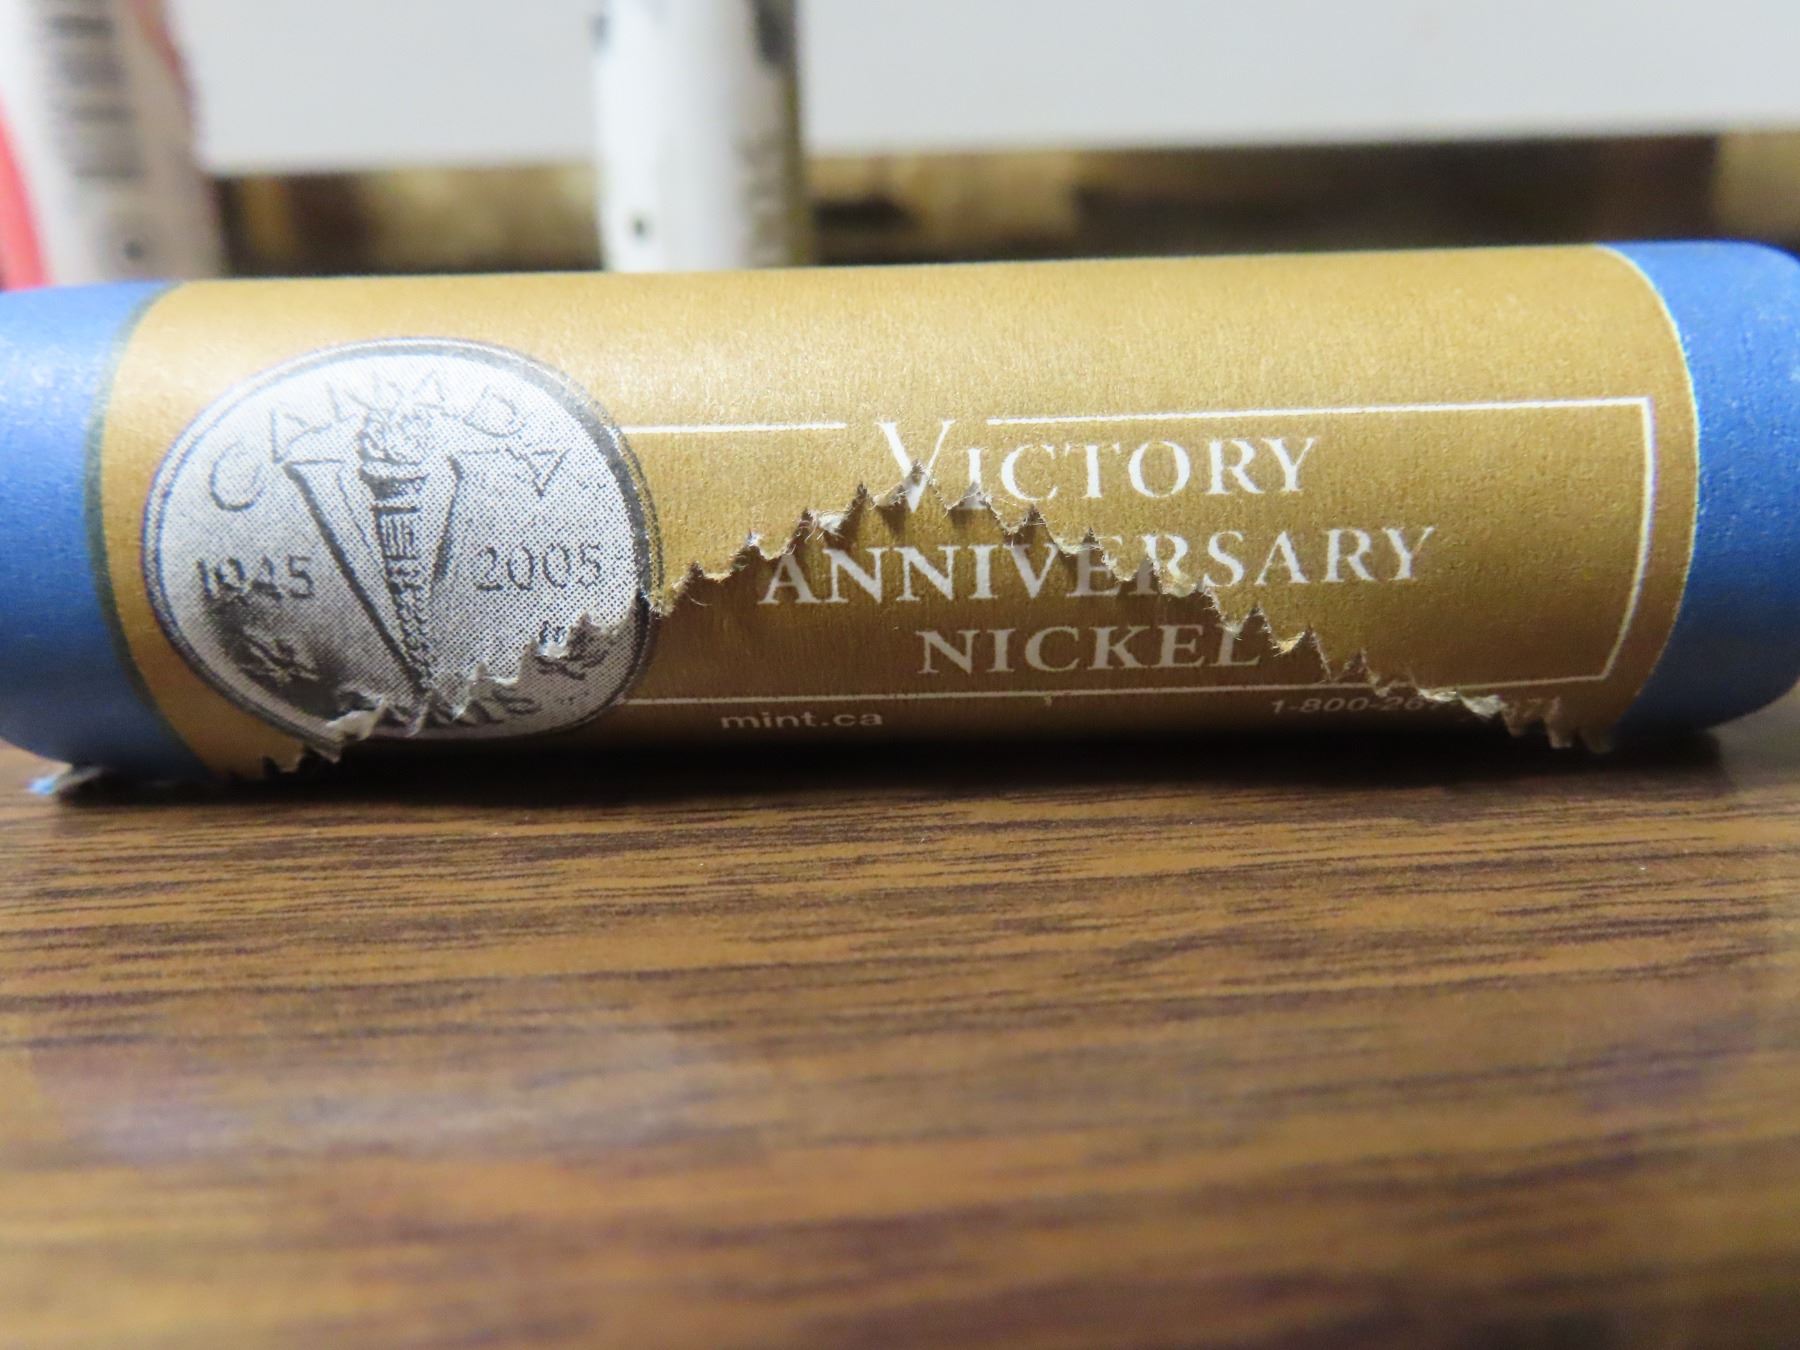 CANADA
1945 2005
VICTORY
ANNIVERSARY
NICKEL
mint.ca